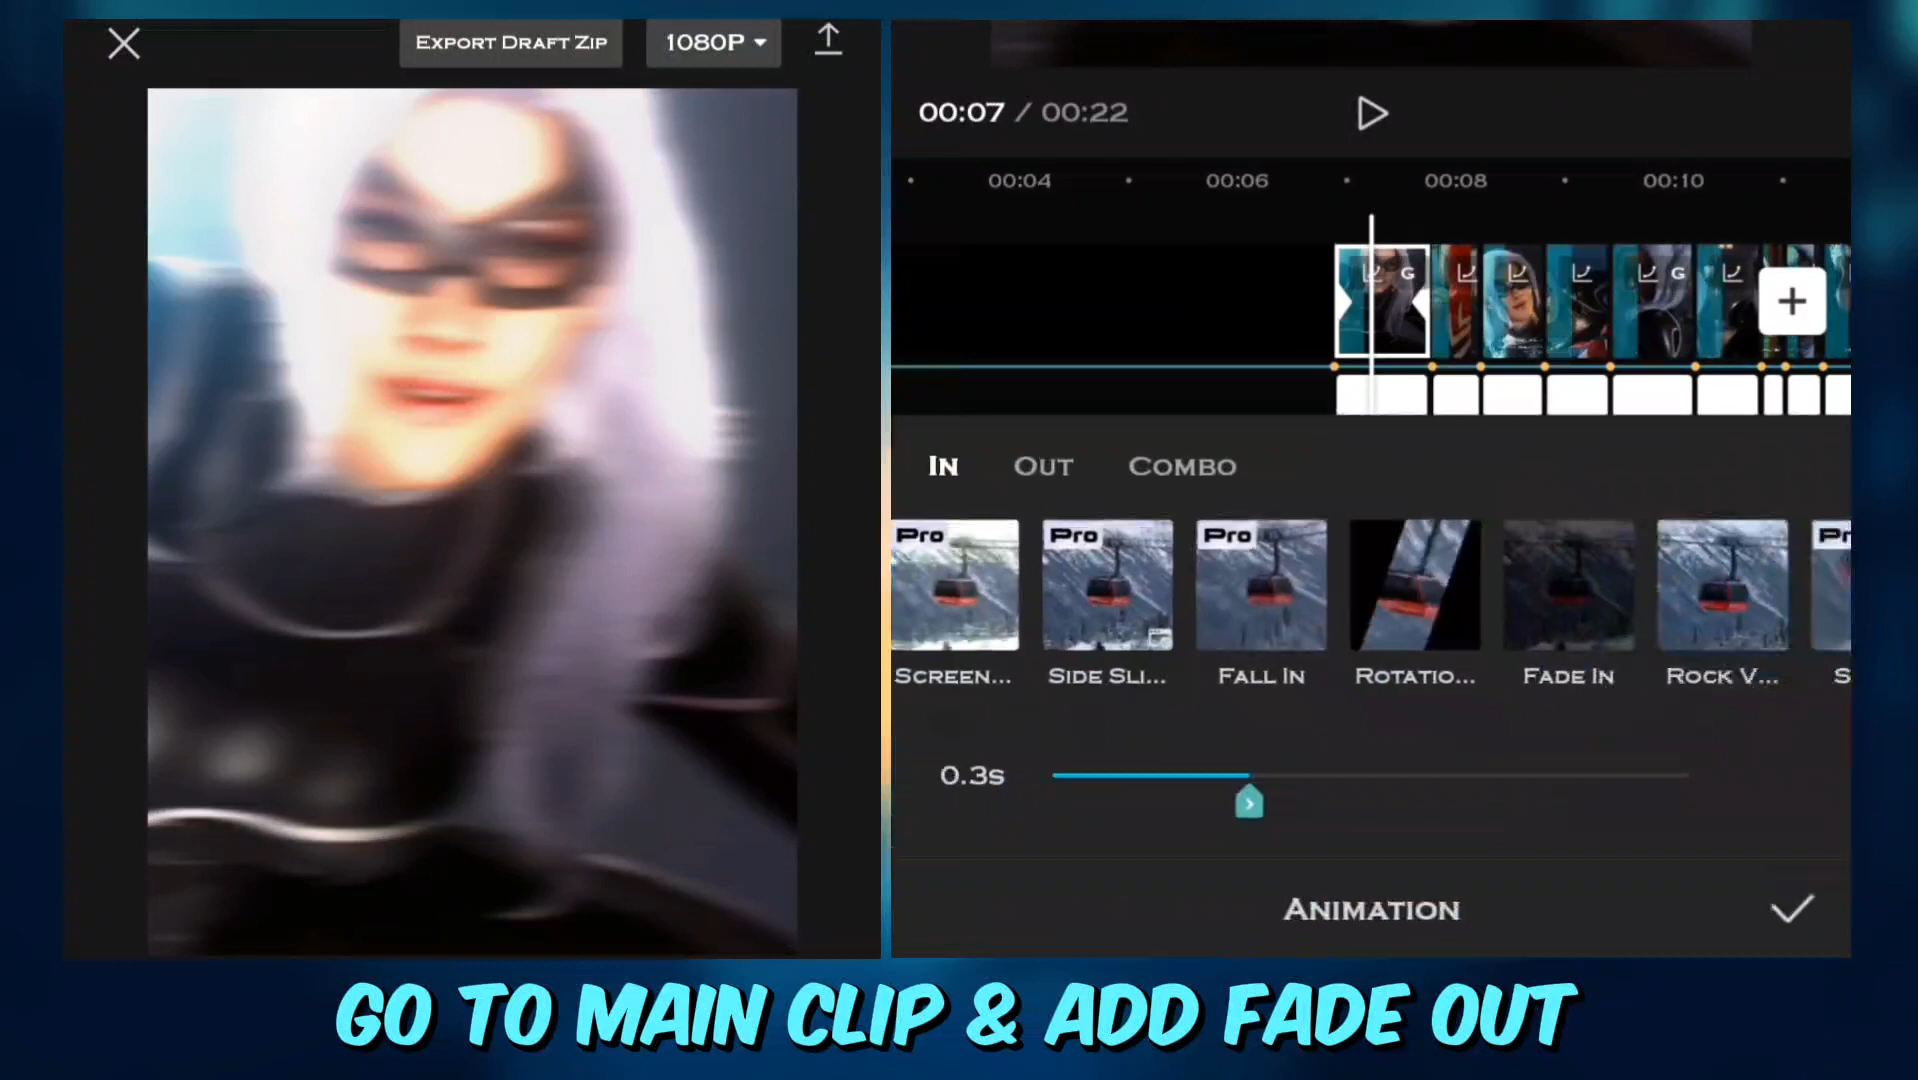 Export Draft Zip
1080P
00:07 / 00:22
00:04
00:06
00:08
00:10
G
G
In
Out
Combo
Pro
Pro
Pro
Pr
Screen...
Side Sli...
Fall In
Rotatio...
Fade In
Rock V...
S
0.3s
Animation
GO TO MAIN CLIP & ADD FADE OUT